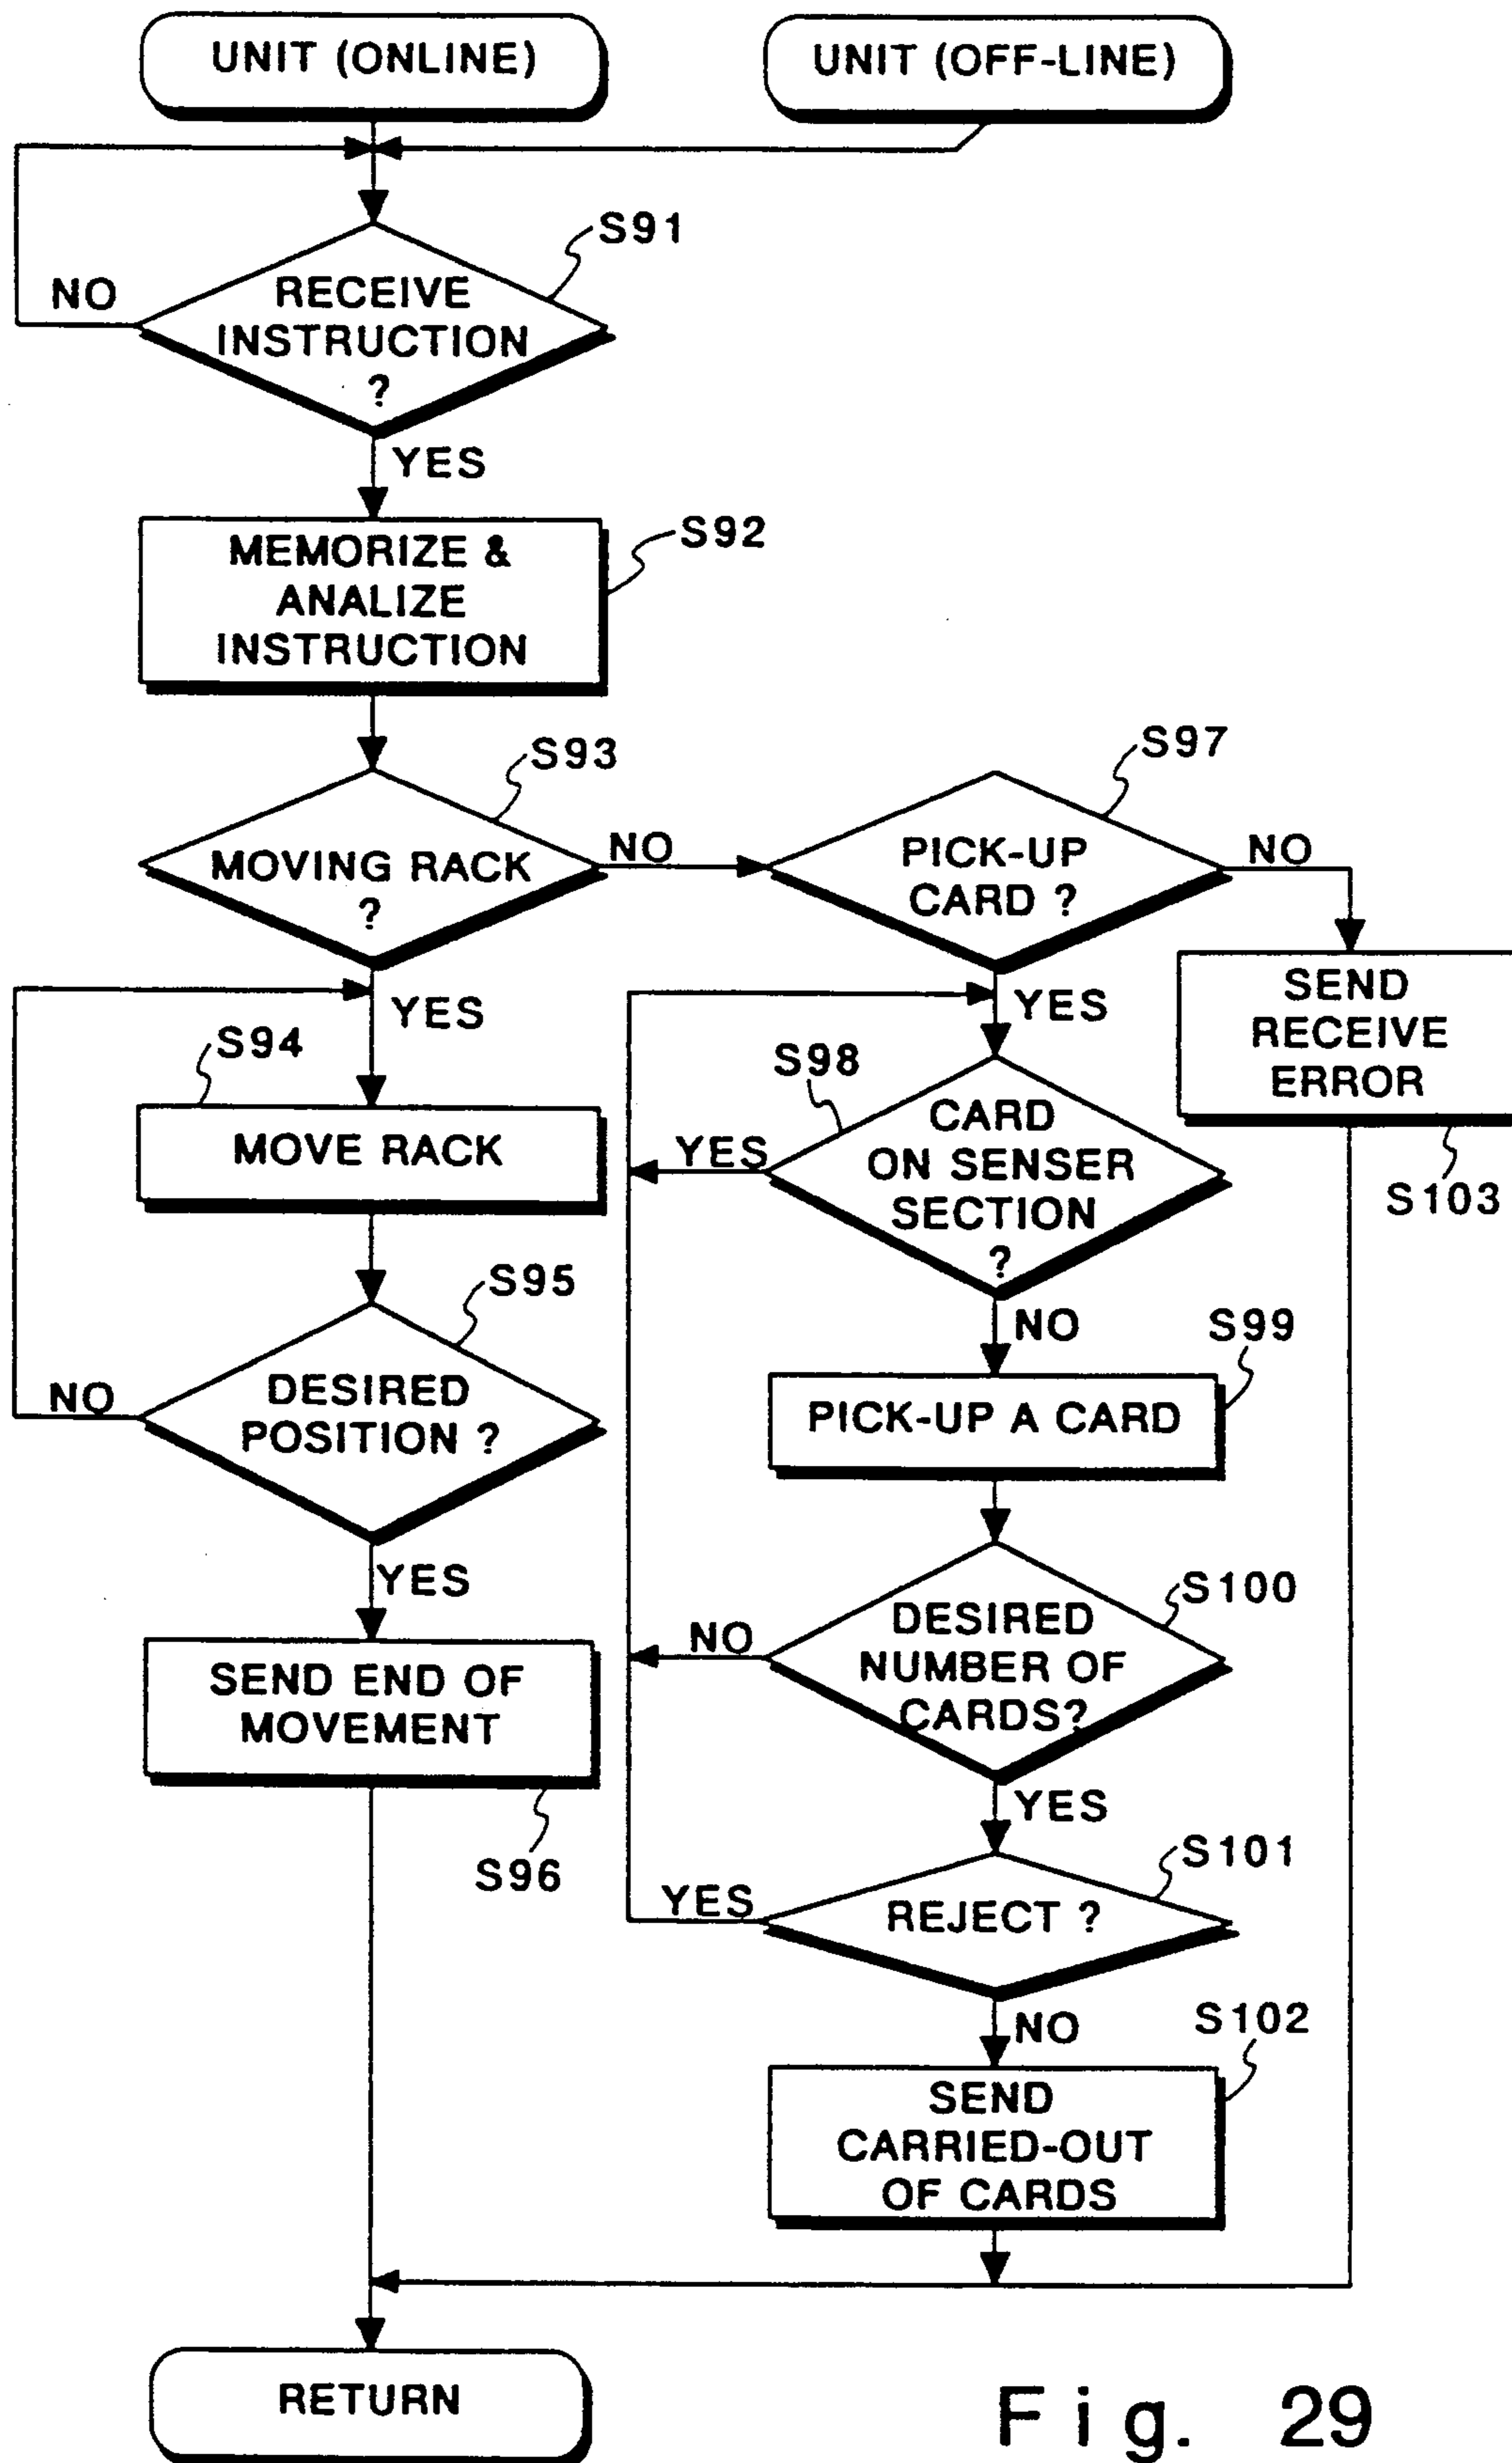 UNIT (ONLINE)
UNIT (OFF-LINE)
S91
NO
RECEIVE
INSTRUCTION
?
YES
S92
MEMORIZE &
ANALIZE
INSTRUCTION
S93
MOVING RACK
?
NO
S97
PICK-UP
CARD ?
NO
YES
S94
MOVE RACK
S95
NO
DESIRED
POSITION ?
YES
SEND END OF
MOVEMENT
S96
YES
S98
CARD
ON SENSER
SECTION
?
YES
NO
S99
PICK-UP A CARD
S100
NO
DESIRED
NUMBER OF
CARDS?
YES
S101
YES
REJECT ?
NO
S102
SEND
CARRIED-OUT
OF CARDS
SEND
RECEIVE
ERROR
S103
RETURN
Fig. 29